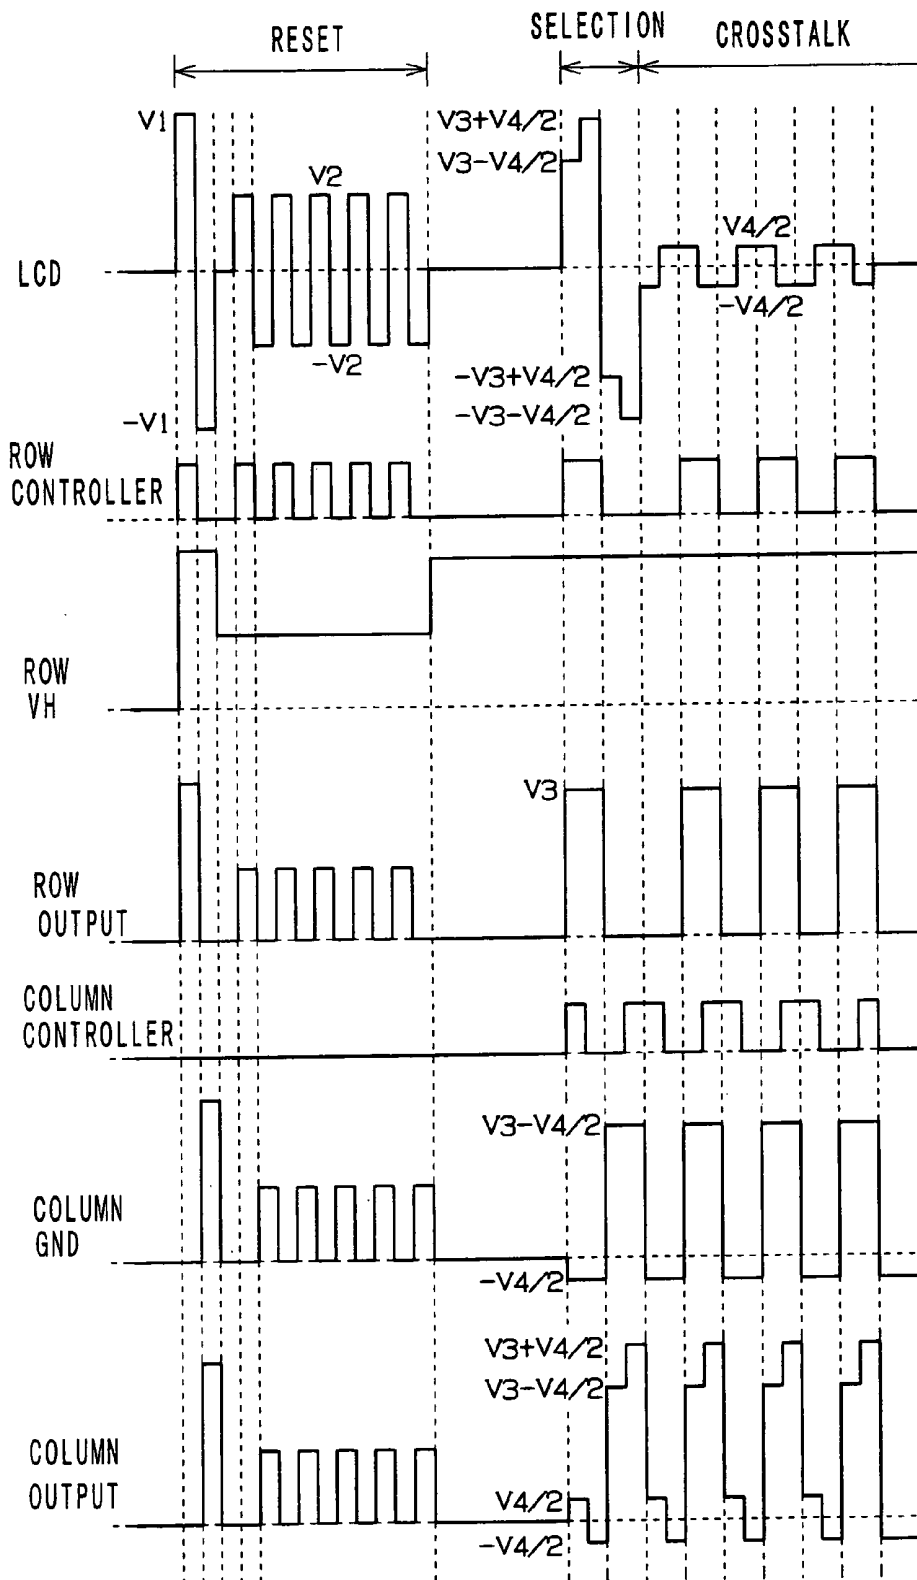 RESET
SELECTION
CROSSTALK
V1
V3+V4/2
V3-V4/2
V2
V4/2
LCD
-V4/2
-V2
-V3+V4/2
-V1
-V3-V4/2
ROW
CONTROLLER
ROW
VH
V3
ROW
OUTPUT
COLUMN
CONTROLLER
V3-V4/2
COLUMN
GND
-V4/2
V3+V4/2
V3-V4/2
COLUMN
OUTPUT
V4/2
-V4/2